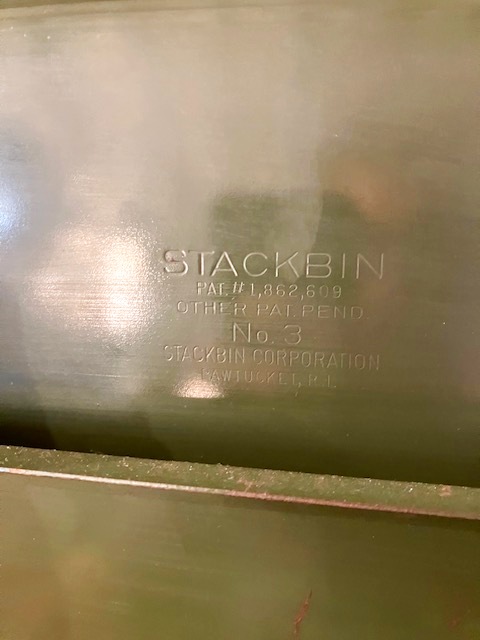 STACKBIN
PAT.# 1,862,609
OTHER PAT. PEND
No. 3
STACKBIN CORPORATION
PAWTUCKET, R.I.